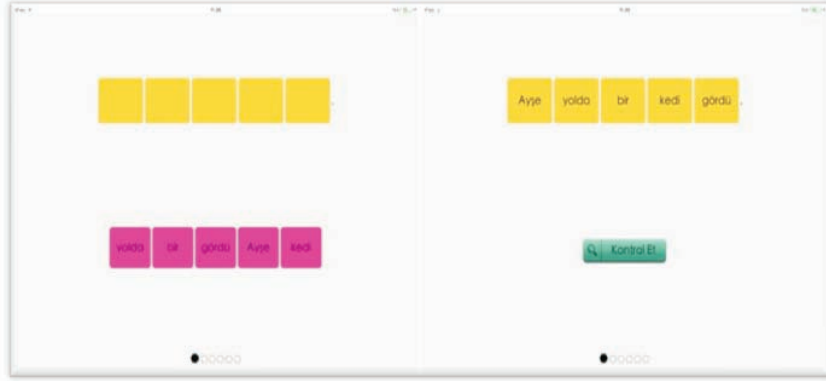 yolda bir gördü Ayşe kedi
Ayşe yolda bir kedi gördü .
Kontrol Et